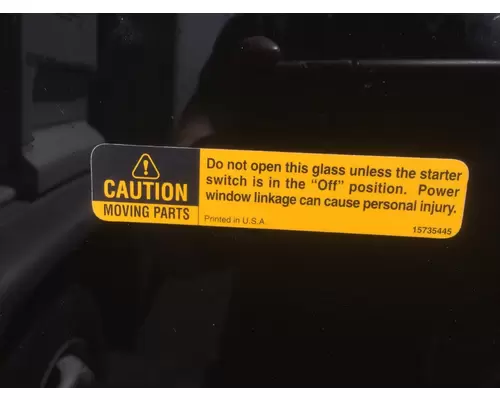 CAUTION
MOVING PARTS
Do not open this glass unless the starter
switch is in the "Off" position. Power
window linkage can cause personal injury.
Printed in U.S.A.
15735445